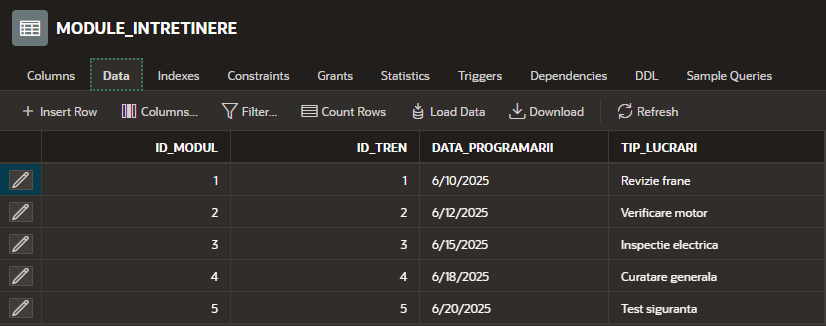 MODULE_INTRETINERE
Columns Data Indexes Constraints Grants Statistics Triggers Dependencies DDL Sample Queries
Insert Row Columns... Filter... Count Rows Load Data Download Refresh
ID_MODUL ID_TREN DATA_PROGRAMARII TIP_LUCRARI
1 1 6/10/2025 Revizie frane
2 2 6/12/2025 Verificare motor
3 3 6/15/2025 Inspectie electrica
4 4 6/18/2025 Curatare generala
5 5 6/20/2025 Test siguranta